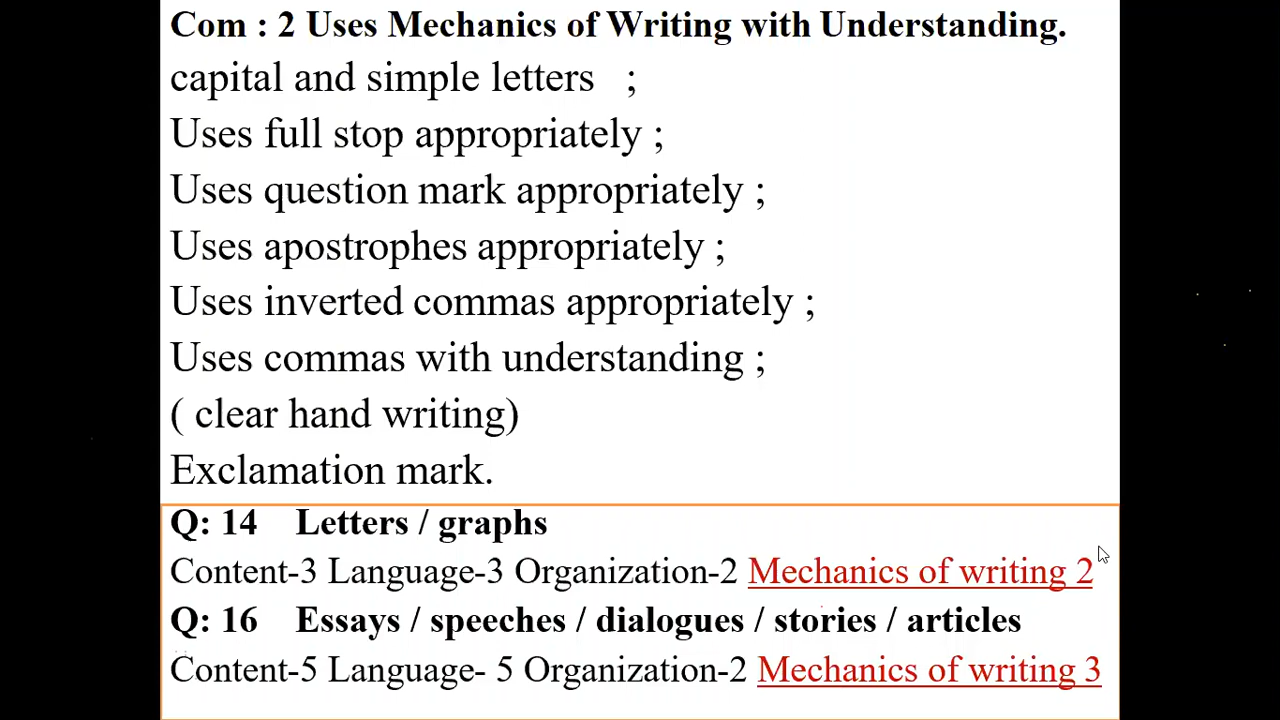 Com : 2 Uses Mechanics of Writing with Understanding.
capital and simple letters ;
Uses full stop appropriately ;
Uses question mark appropriately ;
Uses apostrophes appropriately ;
Uses inverted commas appropriately ;
Uses commas with understanding ;
( clear hand writing)
Exclamation mark.
Q: 14 Letters / graphs
Content-3 Language-3 Organization-2 Mechanics of writing 2
Q: 16 Essays / speeches / dialogues / stories / articles
Content-5 Language- 5 Organization-2 Mechanics of writing 3